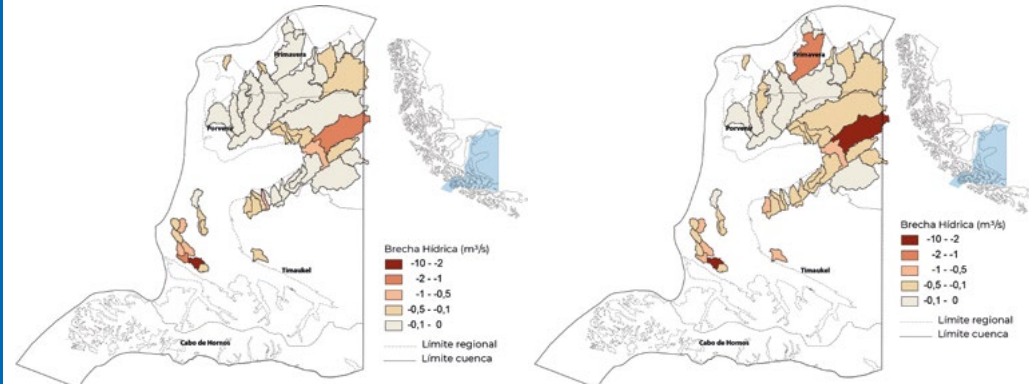 Primavera
Porvenir
Timaukel
Cabo de Hornos
Brecha Hídrica (m³/s)
-10 - -2
-2 - -1
-1 - -0,5
-0,5 - -0,1
-0,1 - 0
Límite regional
Límite cuenca
Primavera
Porvenir
Timaukel
Cabo de Hornos
Brecha Hídrica (m³/s)
-10 - -2
-2 - -1
-1 - -0,5
-0,5 - -0,1
-0,1 - 0
Límite regional
Límite cuenca